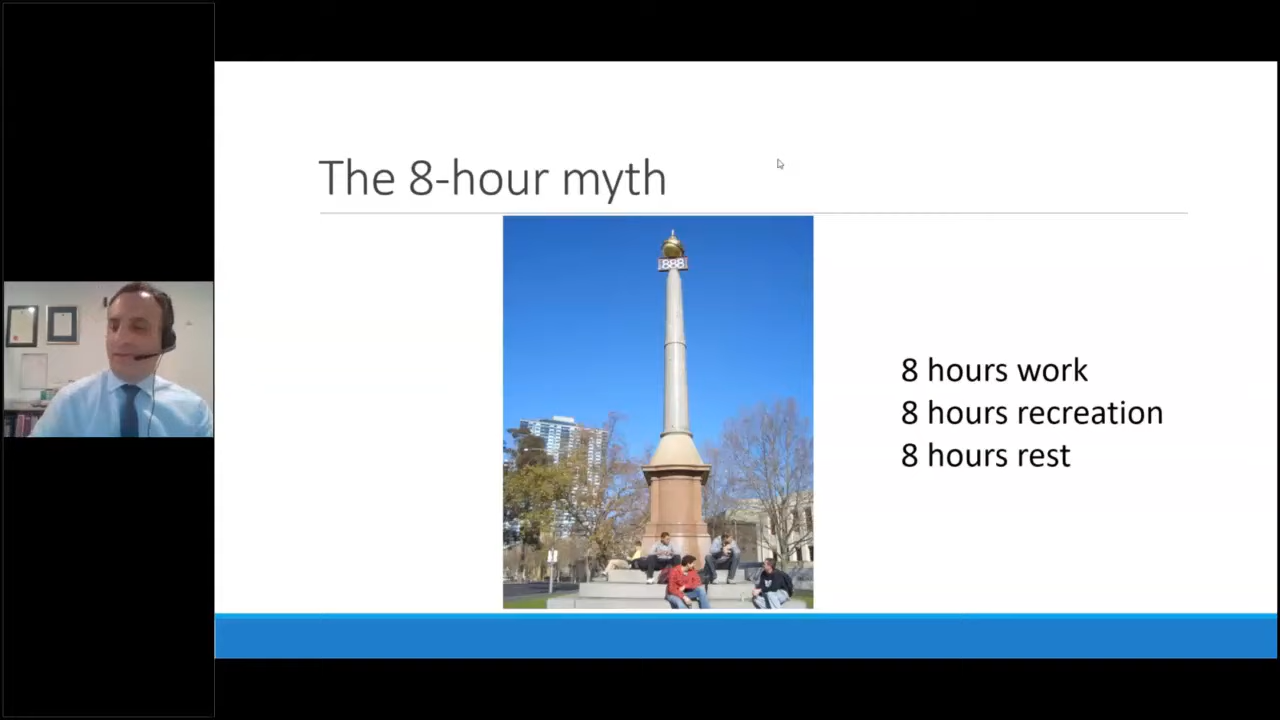 The 8-hour myth
888
8 hours work
8 hours recreation
8 hours rest